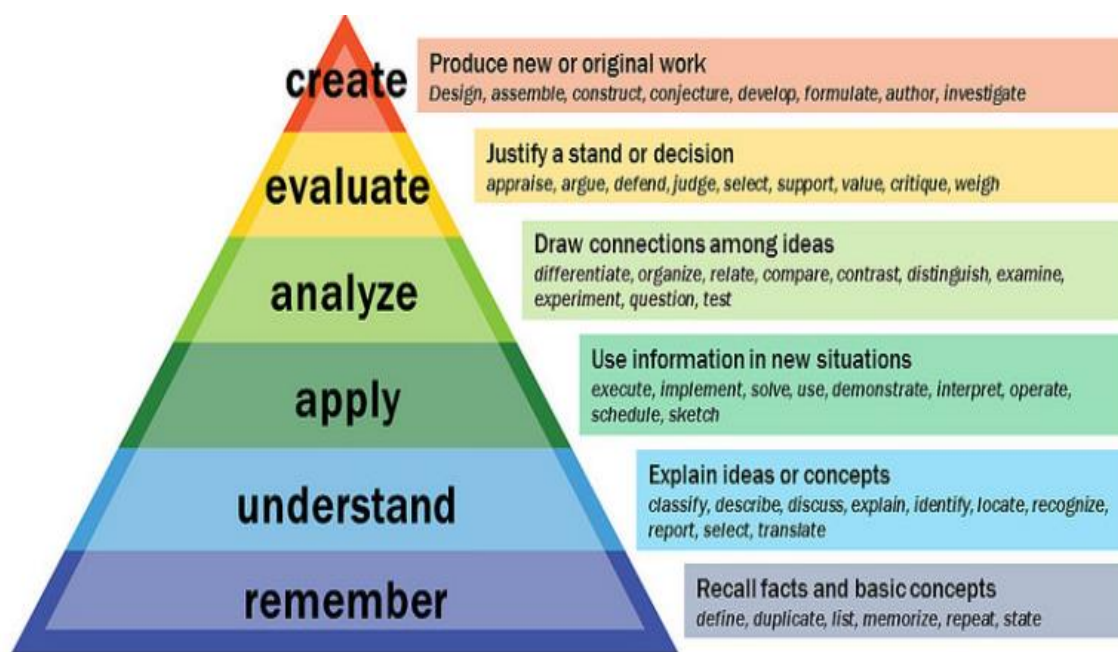 create
Produce new or original work
Design, assemble, construct, conjecture, develop, formulate, author, investigate
evaluate
Justify a stand or decision
appraise, argue, defend, judge, select, support, value, critique, weigh
analyze
Draw connections among ideas
differentiate, organize, relate, compare, contrast, distinguish, examine,
experiment, question, test
apply
Use information in new situations
execute, implement, solve, use, demonstrate, interpret, operate,
schedule, sketch
understand
Explain ideas or concepts
classify, describe, discuss, explain, identify, locate, recognize,
report, select, translate
remember
Recall facts and basic concepts
define, duplicate, list, memorize, repeat, state